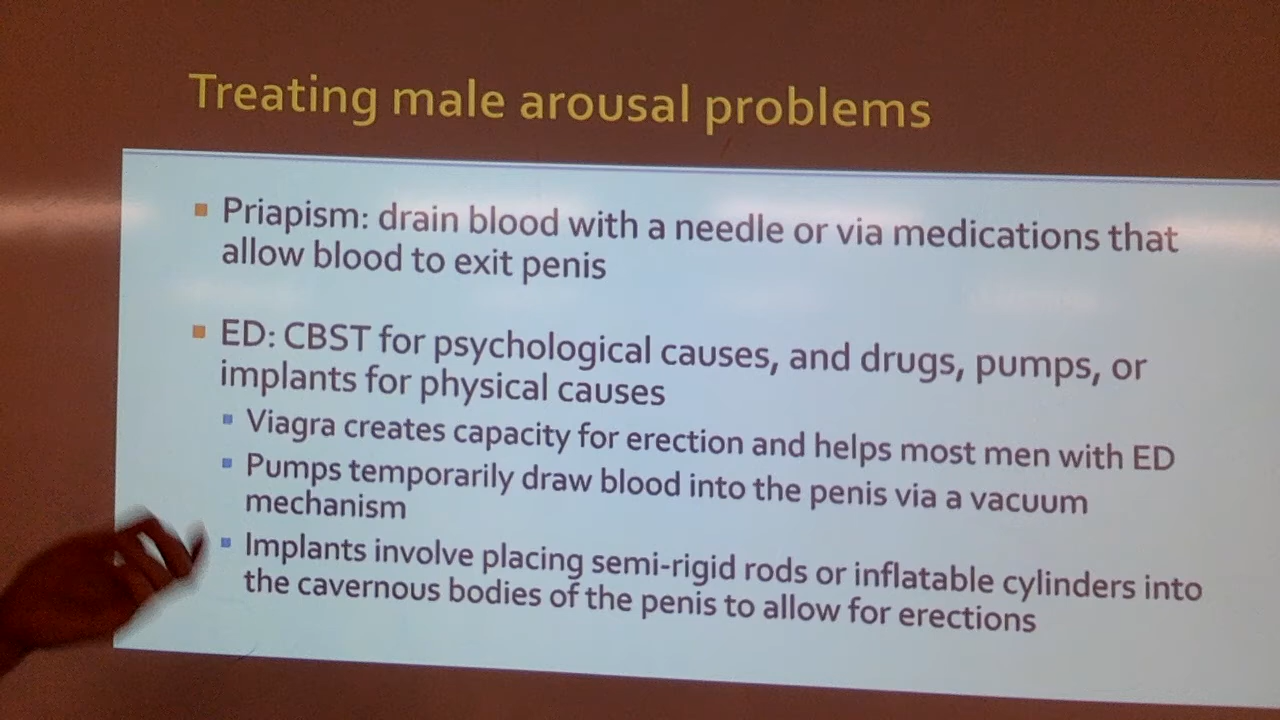 Treating male arousal problems
Priapism: drain blood with a needle or via medications that
allow blood to exit penis
ED: CBST for psychological causes, and drugs, pumps, or
implants for physical causes
Viagra creates capacity for erection and helps most men with ED
Pumps temporarily draw blood into the penis via a vacuum
mechanism
Implants involve placing semi-rigid rods or inflatable cylinders into
the cavernous bodies of the penis to allow for erections